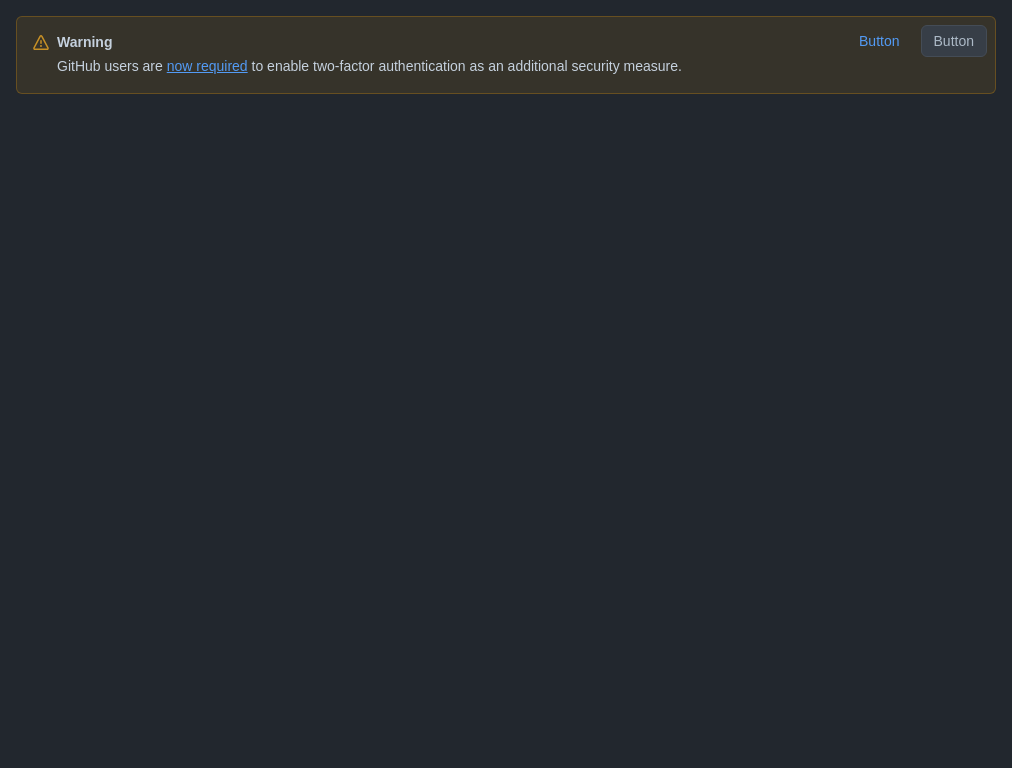 Warning
Button
Button
GitHub users are now required to enable two-factor authentication as an additional security measure.